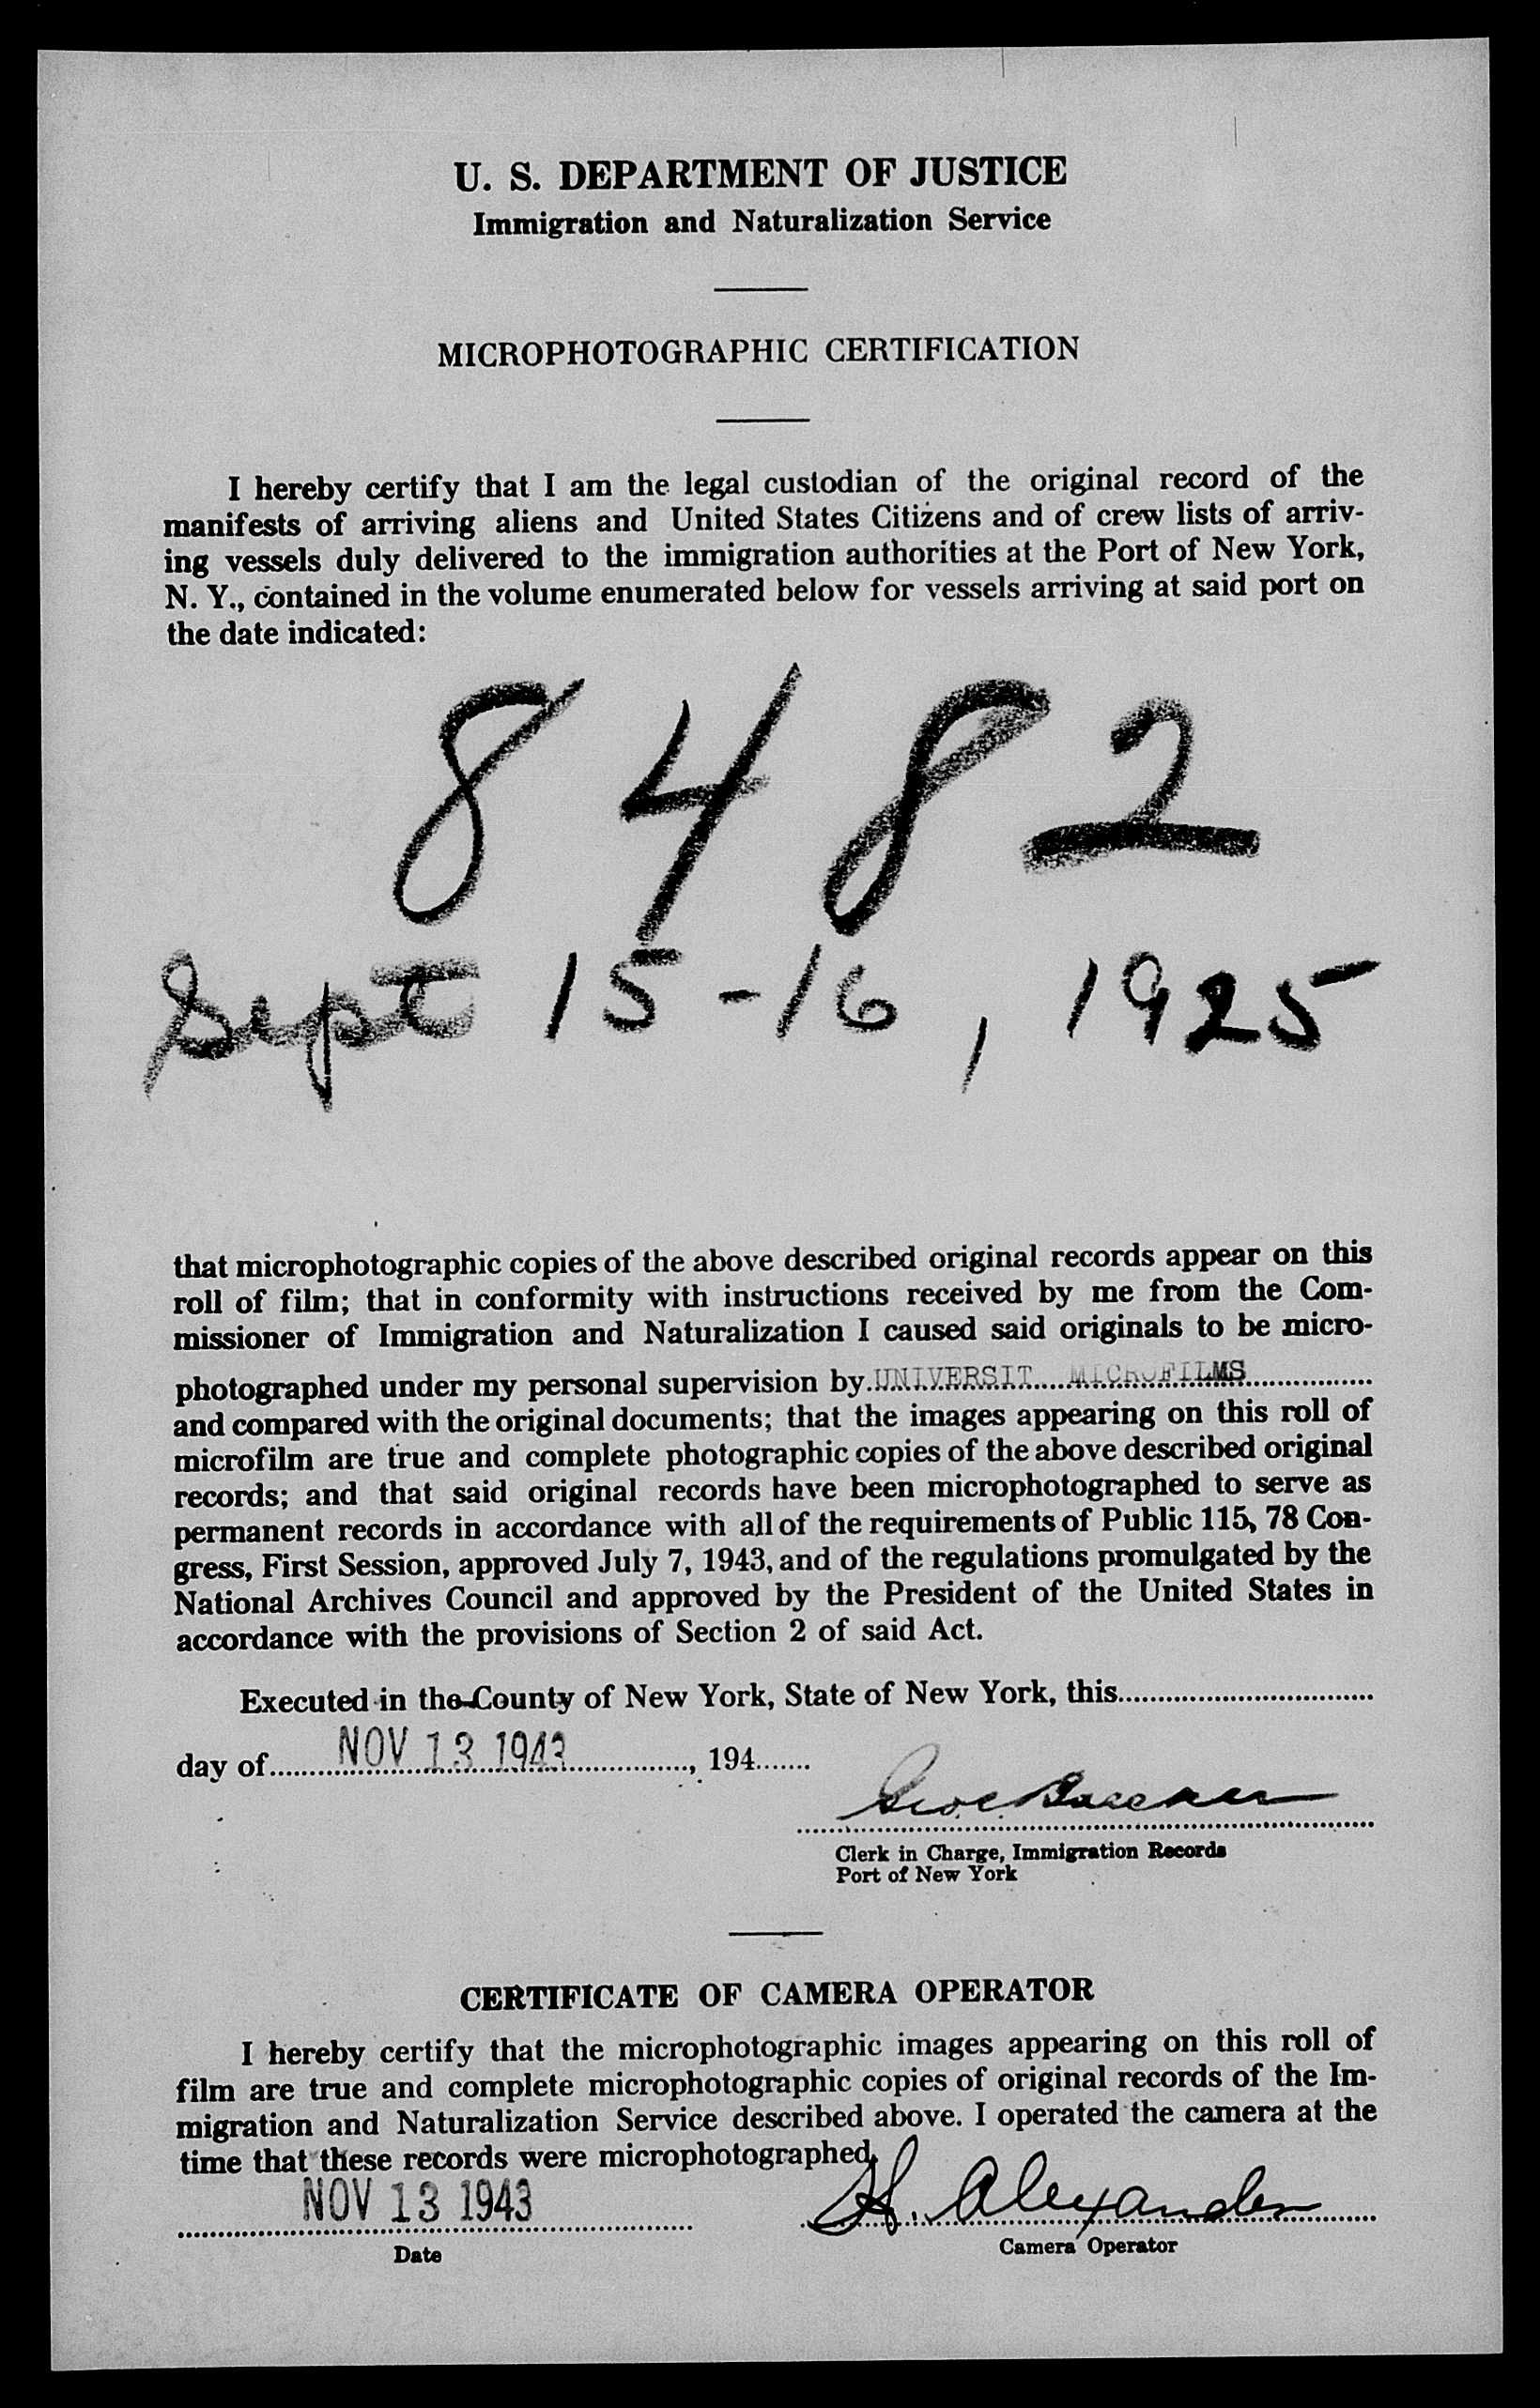 U. S. DEPARTMENT OF JUSTICE
Immigration and Naturalization Service
MICROPHOTOGRAPHIC CERTIFICATION
I hereby certify that I am the legal custodian of the original record of the
manifests of arriving aliens and United States Citizens and of crew lists of arriv-
ing vessels duly delivered to the immigration authorities at the Port of New York,
N. Y., contained in the volume enumerated below for vessels arriving at said port on
the date indicated:
8482
Sept 15-16, 1925
that microphotographic copies of the above described original records appear on this
roll of film; that in conformity with instructions received by me from the Com-
missioner of Immigration and Naturalization I caused said originals to be micro-
photographed under my personal supervision by UNIVERSIT MICROFILMS
and compared with the original documents; that the images appearing on this roll of
microfilm are true and complete photographic copies of the above described original
records; and that said original records have been microphotographed to serve as
permanent records in accordance with all of the requirements of Public 115, 78 Con-
gress, First Session, approved July 7, 1943, and of the regulations promulgated by the
National Archives Council and approved by the President of the United States in
accordance with the provisions of Section 2 of said Act.
Executed in the County of New York, State of New York, this
day of NOV 13 1943, 194
Clerk in Charge, Immigration Records
Port of New York
CERTIFICATE OF CAMERA OPERATOR
I hereby certify that the microphotographic images appearing on this roll of
film are true and complete microphotographic copies of original records of the Im-
migration and Naturalization Service described above. I operated the camera at the
time that these records were microphotographed.
NOV 13 1943 H. Alexander
Date Camera Operator